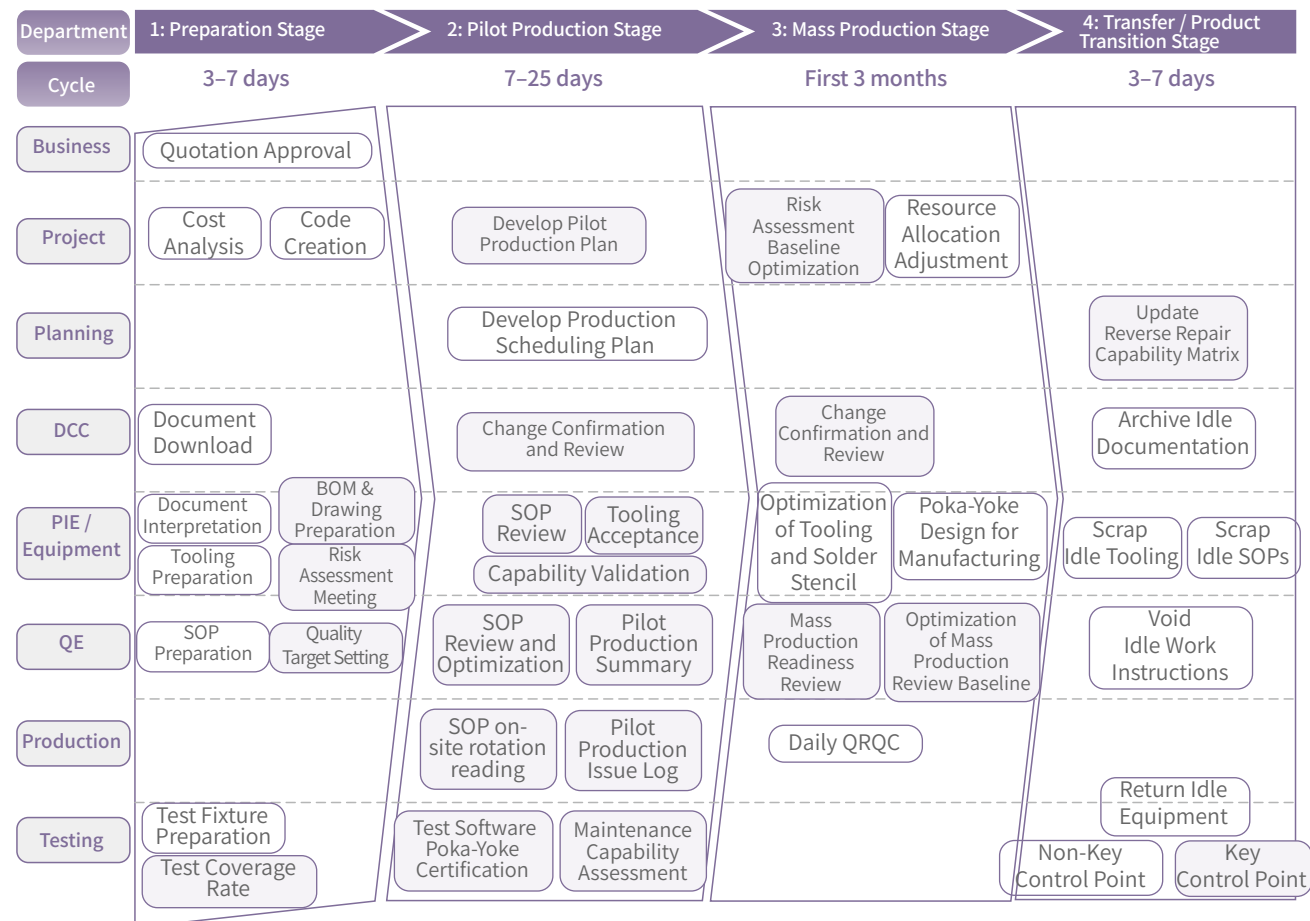 Department
1: Preparation Stage
2: Pilot Production Stage
3: Mass Production Stage
4: Transfer / Product
Transition Stage
Cycle
3–7 days
7–25 days
First 3 months
3–7 days
Business
Quotation Approval
Project
Cost
Analysis
Code
Creation
Develop Pilot
Production Plan
Risk
Assessment
Baseline
Optimization
Resource
Allocation
Adjustment
Planning
Develop Production
Scheduling Plan
Update
Reverse Repair
Capability Matrix
DCC
Document
Download
Change Confirmation
and Review
Change
Confirmation and
Review
Archive Idle
Documentation
PIE /
Equipment
Document
Interpretation
BOM &
Drawing
Preparation
Tooling
Preparation
Risk
Assessment
Meeting
SOP
Review
Tooling
Acceptance
Capability Validation
Optimization
of Tooling
and Solder
Stencil
Poka-Yoke
Design for
Manufacturing
Scrap
Idle Tooling
Scrap
Idle SOPs
QE
SOP
Preparation
Quality
Target Setting
SOP
Review and
Optimization
Pilot
Production
Summary
Mass
Production
Readiness
Review
Optimization
of Mass
Production
Review Baseline
Void
Idle Work
Instructions
Production
SOP on-
site rotation
reading
Pilot
Production
Issue Log
Daily QRQC
Testing
Test Fixture
Preparation
Test Coverage
Rate
Test Software
Poka-Yoke
Certification
Maintenance
Capability
Assessment
Return Idle
Equipment
Non-Key
Control Point
Key
Control Point